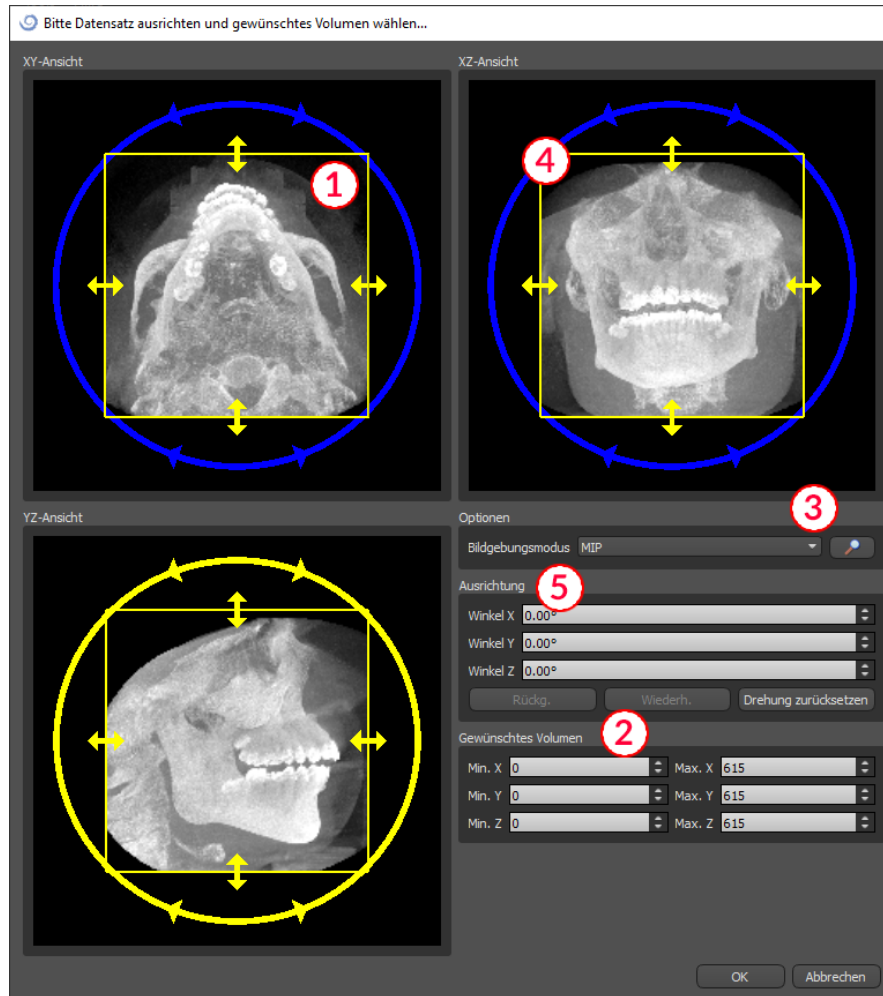 Bitte Datensatz ausrichten und gewünschtes Volumen wählen...
XY-Ansicht
1
XZ-Ansicht
4
YZ-Ansicht
Optionen
3
Bildgebungsmodus MIP
Ausrichtung
5
Winkel X 0.00°
Winkel Y 0.00°
Winkel Z 0.00°
Rückg. Wiederh. Drehung zurücksetzen
Gewünschtes Volumen
2
Min. X 0 Max. X 615
Min. Y 0 Max. Y 615
Min. Z 0 Max. Z 615
OK Abbrechen